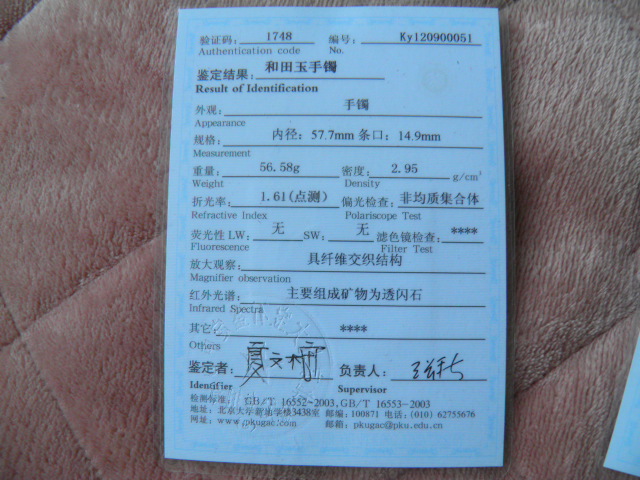 验证码: 1748 编号: Ky120900051
Authentication code No.
鉴定结果: 和田玉手镯
Result of Identification
外观: 手镯
Appearance
规格: 内径: 57.7mm 条口: 14.9mm
Measurement
重量: 56.58g 密度: 2.95 g/cm³
Weight Density
折光率: 1.61(点测) 偏光检查: 非均质集合体
Refractive Index Polariscope Test
荧光性 LW: 无 SW: 无 滤色镜检查: ****
Fluorescence Filter Test
放大观察: 具纤维交织结构
Magnifier observation
红外光谱: 主要组成矿物为透闪石
Infrared Spectra
其它: ****
Others
鉴定者: 负责人:
Identifier Supervisor
检测标准: GB/T 16552~2003,GB/T 16553-2003
地址: 北京大学新地学楼3438室 邮编:100871 电话:(010) 62755676
网址: www.pkugac.com 邮箱: pkugac@pku.edu.cn